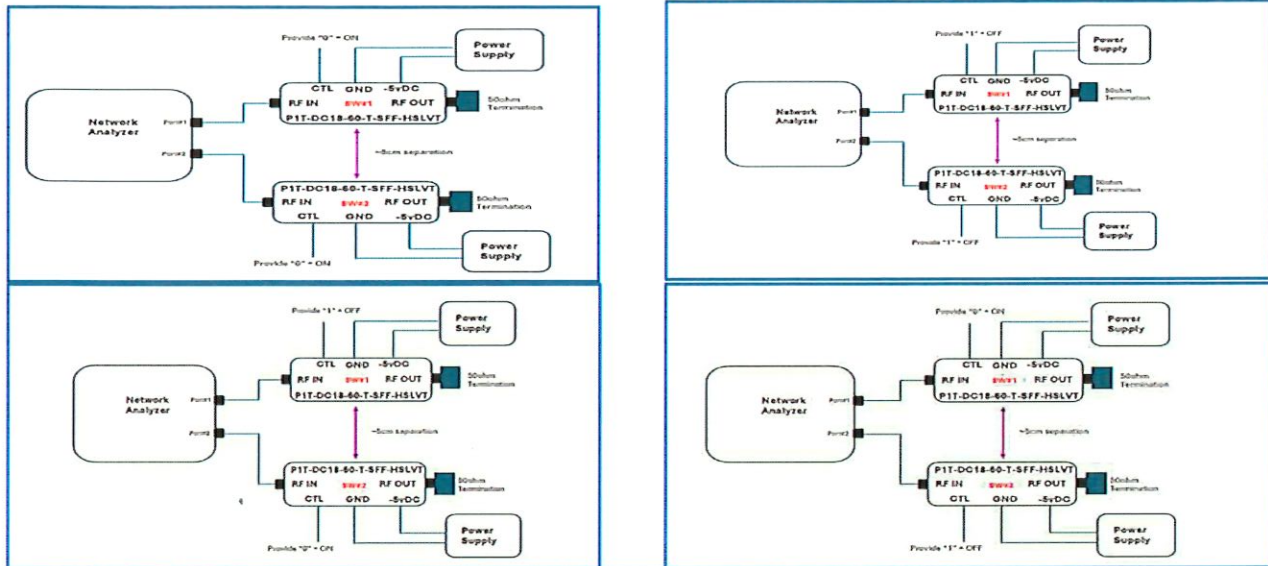 Provide "0" = ON
Power
Supply
CTL GND -5vDC
RF IN SW#1 RF OUT
P1T-DC18-60-T-SFF-HSLVT
50ohm
Termination
Network
Analyzer
Port1
Port2
~5cm separation
P1T-DC18-60-T-SFF-HSLVT
RF IN SW#2 RF OUT
CTL GND -5vDC
50ohm
Termination
Power
Supply
Provide "0" = ON
Provide "1" = OFF
Power
Supply
CTL GND -5vDC
RF IN SW#1 RF OUT
P1T-DC18-60-T-SFF-HSLVT
50ohm
Termination
Network
Analyzer
Port1
Port2
~5cm separation
P1T-DC18-60-T-SFF-HSLVT
RF IN SW#2 RF OUT
CTL GND -5vDC
50ohm
Termination
Power
Supply
Provide "1" = OFF
Provide "1" = OFF
Power
Supply
CTL GND -5vDC
RF IN SW#1 RF OUT
P1T-DC18-60-T-SFF-HSLVT
50ohm
Termination
Network
Analyzer
Port1
Port2
~5cm separation
P1T-DC18-60-T-SFF-HSLVT
RF IN SW#2 RF OUT
CTL GND -5vDC
50ohm
Termination
Power
Supply
Provide "0" = ON
Provide "0" = ON
Power
Supply
CTL GND -5vDC
RF IN SW#1 RF OUT
P1T-DC18-60-T-SFF-HSLVT
50ohm
Termination
Network
Analyzer
Port1
Port2
~5cm separation
P1T-DC18-60-T-SFF-HSLVT
RF IN SW#2 RF OUT
CTL GND -5vDC
50ohm
Termination
Power
Supply
Provide "1" = OFF